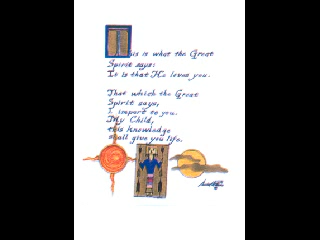 This is what the Great
Spirit says:
It is that He loves you.
That which the Great
Spirit says,
I impart to you.
My Child,
this knowledge
shall give you life.